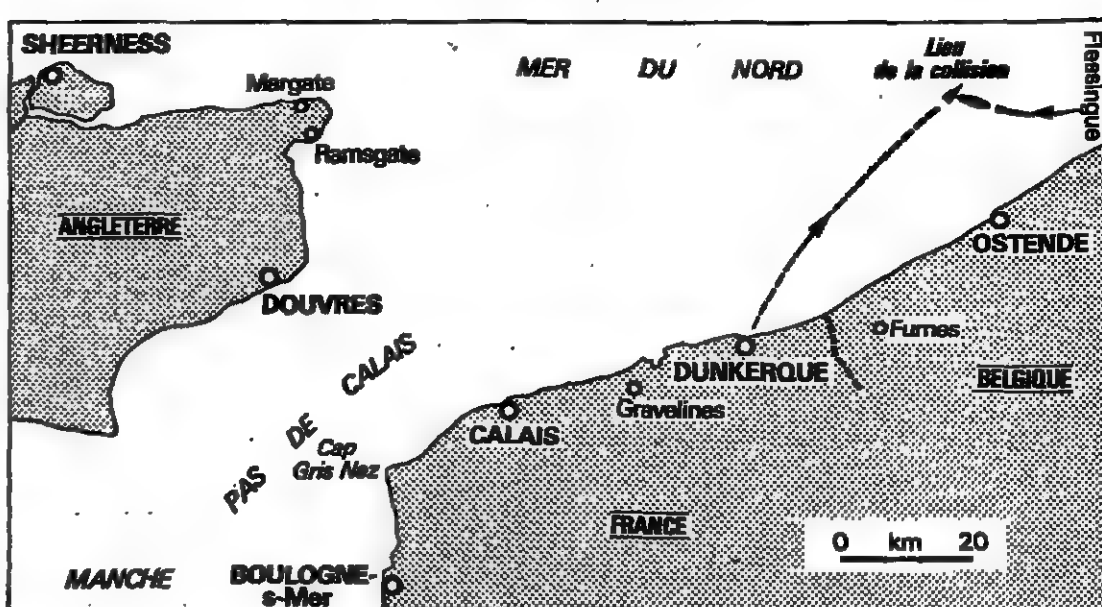 SHEERNESS
Margate
Ramsgate
MER DU NORD
Lieu
de la collision
Flessingue
ANGLETERRE
DOUVRES
OSTENDE
Furnes
DUNKERQUE
BELGIQUE
PAS DE CALAIS
Gravelines
CALAIS
Cap
Gris Nez
FRANCE
0 km 20
MANCHE
BOULOGNE-
s-Mer